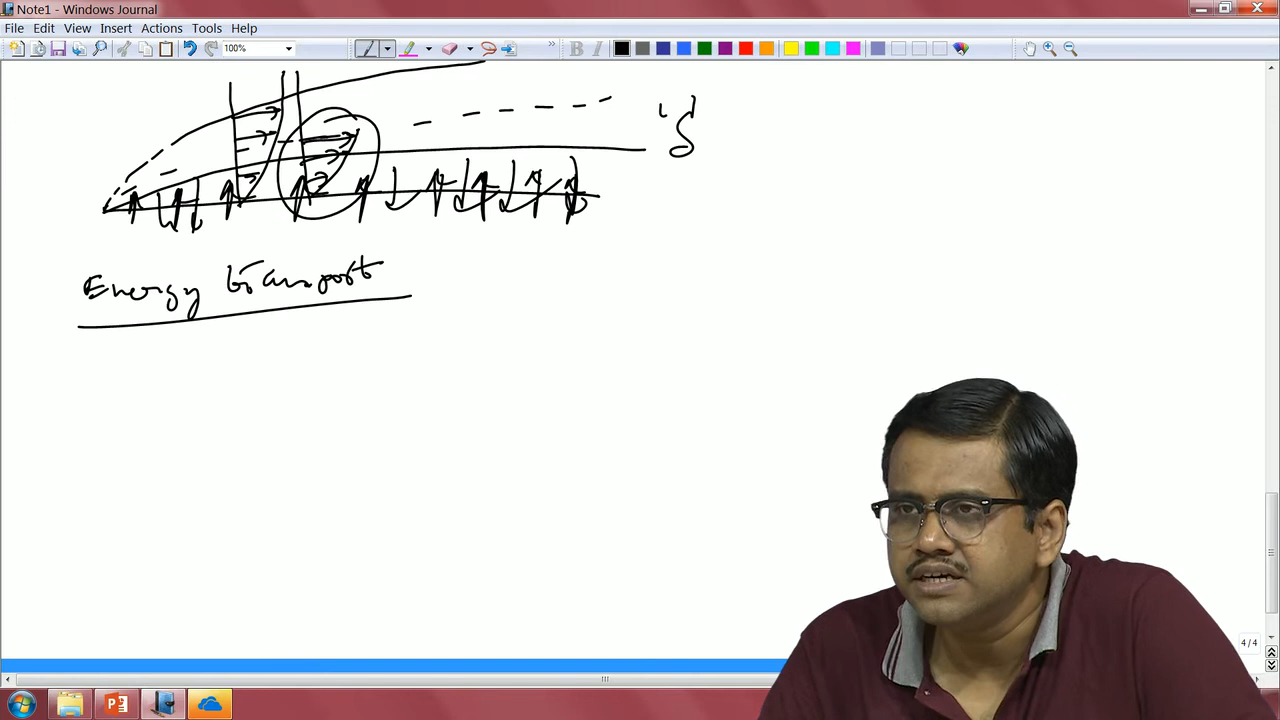 Note1 - Windows Journal
File Edit View Insert Actions Tools Help
100%
B I
'δ'
Energy transport
4 / 4